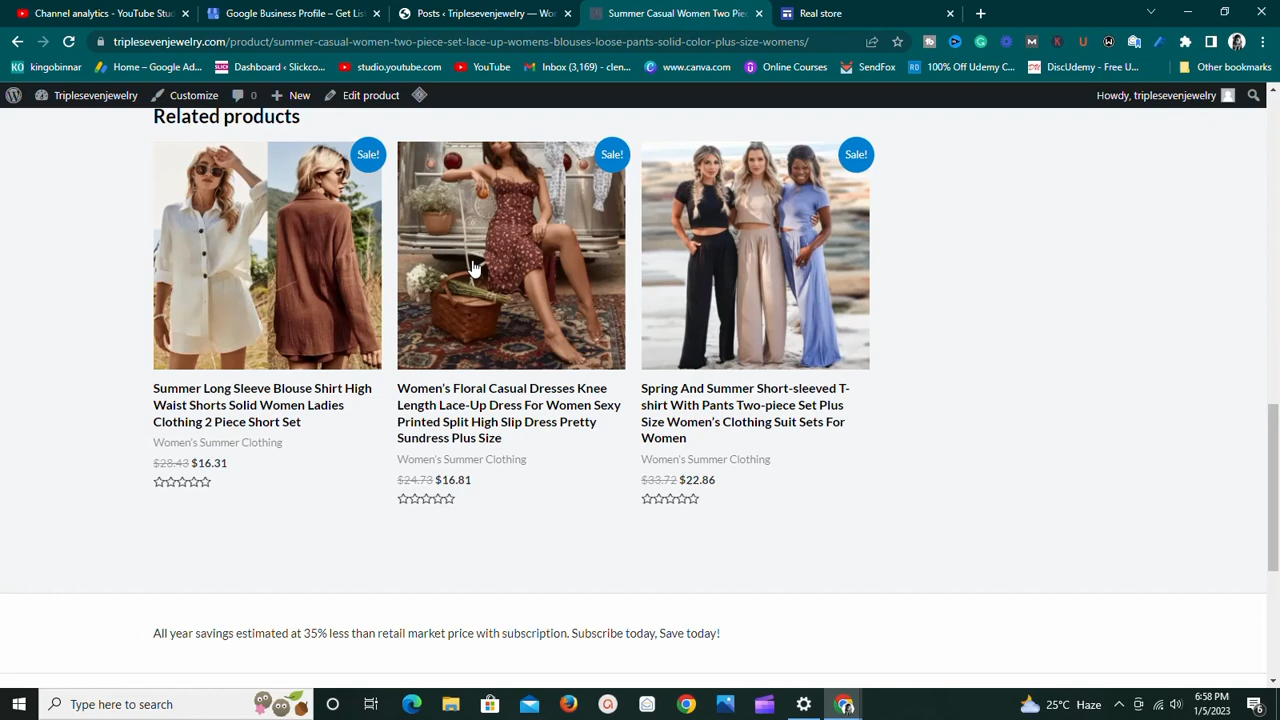 Channel analytics - YouTube Stud
Google Business Profile – Get List
Posts ‹ Triplesevenjewelry — Wor
Summer Casual Women Two Piec
Real store
triplesevenjewelry.com/product/summer-casual-women-two-piece-set-lace-up-womens-blouses-loose-pants-solid-color-plus-size-womens/
kingobinnar
Home – Google Ad...
Dashboard ‹ Slickco...
studio.youtube.com
YouTube
Inbox (3,169) - clen...
www.canva.com
Online Courses
SendFox
100% Off Udemy C...
DiscUdemy - Free U...
Other bookmarks
Triplesevenjewelry
Customize
0
New
Edit product
Howdy, triplesevenjewelry
Related products
Sale!
Sale!
Sale!
Summer Long Sleeve Blouse Shirt High
Waist Shorts Solid Women Ladies
Clothing 2 Piece Short Set
Women's Summer Clothing
$28.43 $16.31
Women's Floral Casual Dresses Knee
Length Lace-Up Dress For Women Sexy
Printed Split High Slip Dress Pretty
Sundress Plus Size
Women's Summer Clothing
$24.73 $16.81
Spring And Summer Short-sleeved T-
shirt With Pants Two-piece Set Plus
Size Women's Clothing Suit Sets For
Women
Women's Summer Clothing
$33.72 $22.86
All year savings estimated at 35% less than retail market price with subscription. Subscribe today, Save today!
Type here to search
25°C Haze
6:58 PM
1/5/2023
6